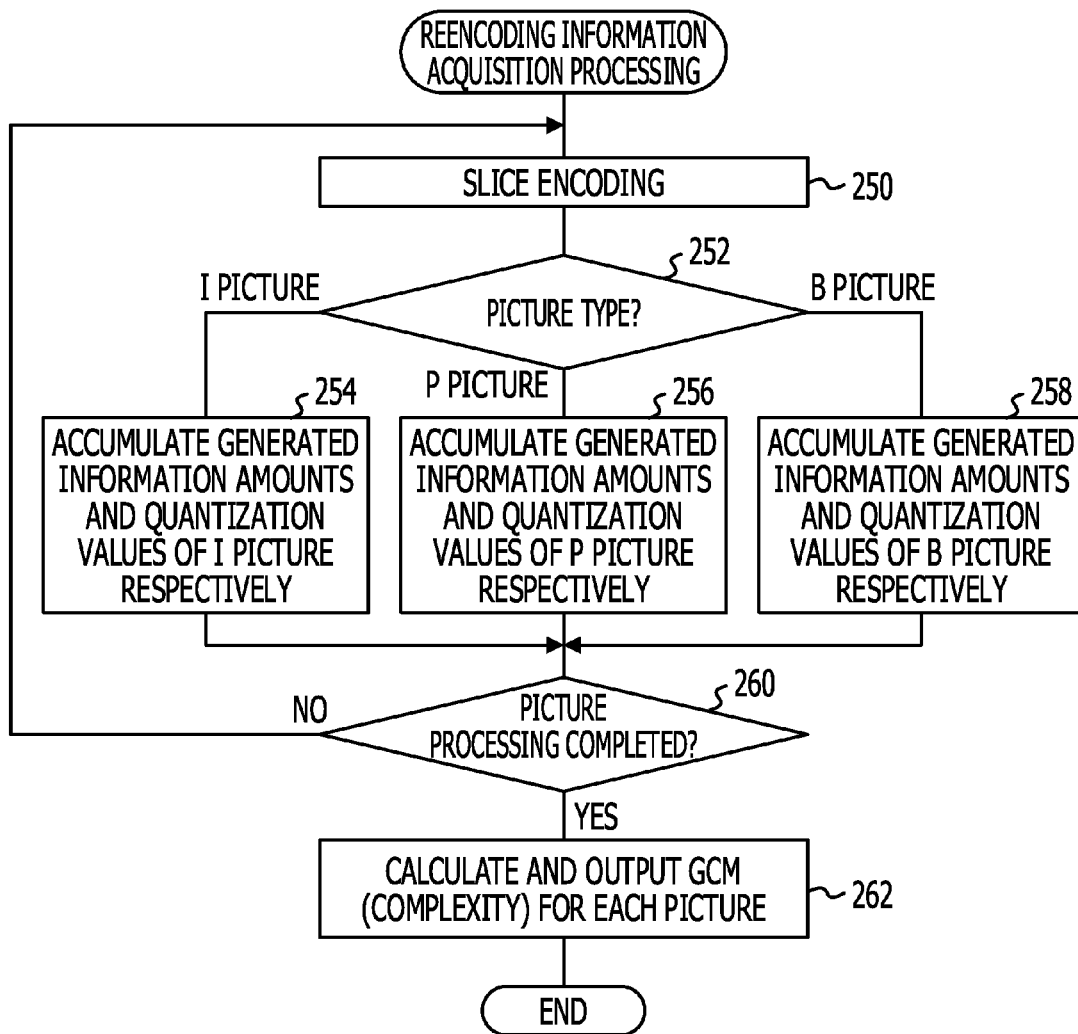 REENCODING INFORMATION
ACQUISITION PROCESSING
SLICE ENCODING
250
252
I PICTURE
PICTURE TYPE?
B PICTURE
P PICTURE
254
ACCUMULATE GENERATED
INFORMATION AMOUNTS
AND QUANTIZATION
VALUES OF I PICTURE
RESPECTIVELY
256
ACCUMULATE GENERATED
INFORMATION AMOUNTS
AND QUANTIZATION
VALUES OF P PICTURE
RESPECTIVELY
258
ACCUMULATE GENERATED
INFORMATION AMOUNTS
AND QUANTIZATION
VALUES OF B PICTURE
RESPECTIVELY
260
NO
PICTURE
PROCESSING COMPLETED?
YES
CALCULATE AND OUTPUT GCM
(COMPLEXITY) FOR EACH PICTURE
262
END